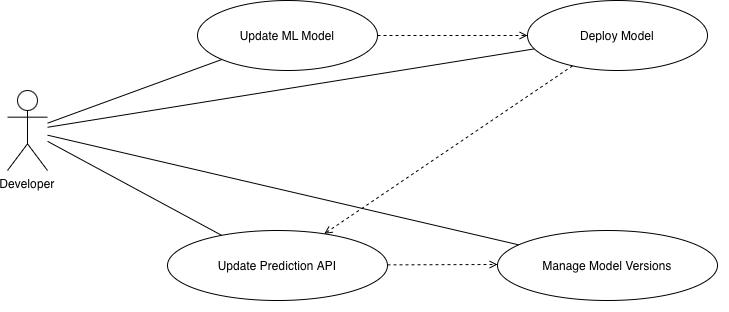 Update ML Model
Deploy Model
Developer
Update Prediction API
Manage Model Versions